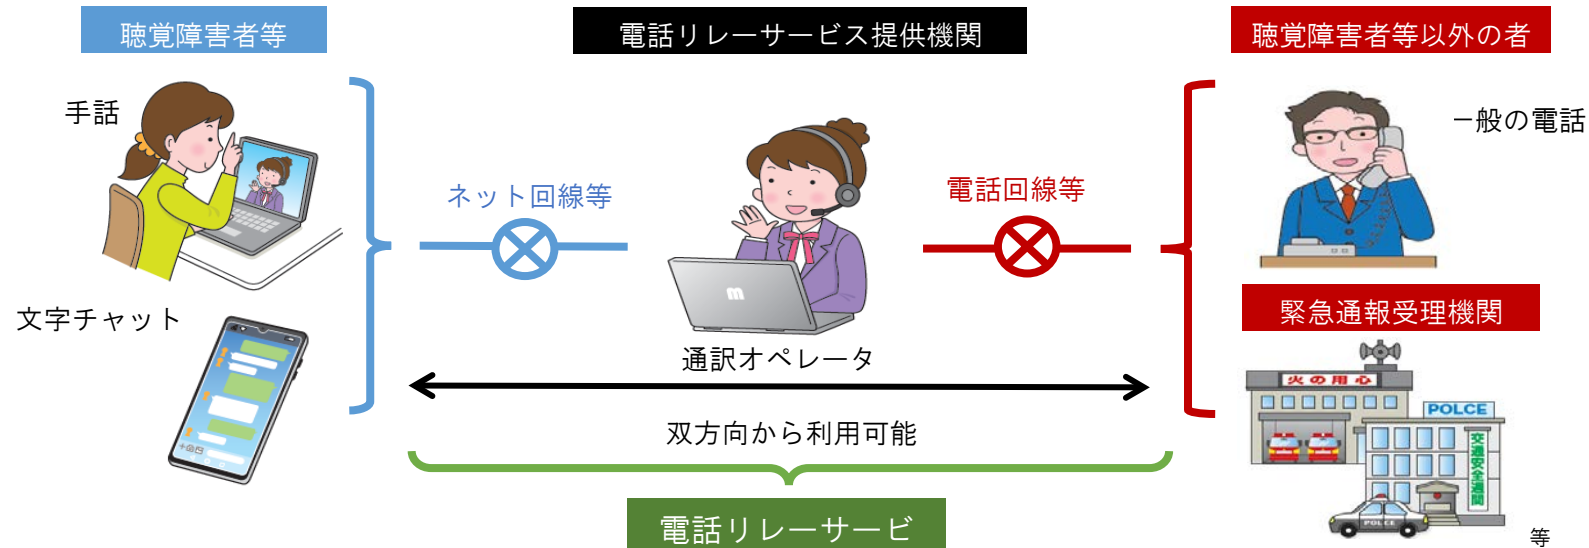 聴覚障害者等
電話リレーサービス提供機関
聴覚障害者等以外の者
手話
一般の電話
ネット回線等
電話回線等
緊急通報受理機関
文字チャット
通訳オペレータ
火の用心
POLCE
双方向から利用可能
交通安全週間
POLCE
電話リレーサービ
等